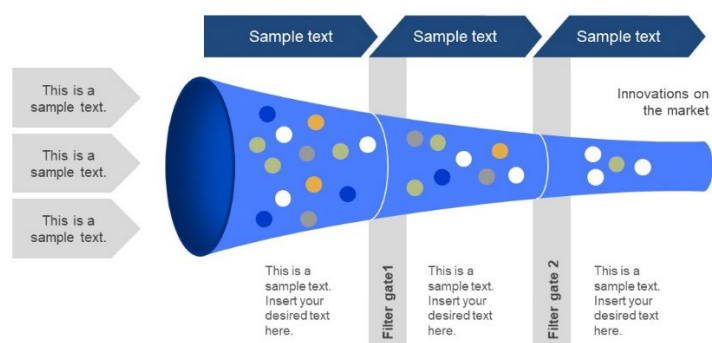 Sample text
Sample text
Sample text
This is a
sample text.
This is a
sample text.
This is a
sample text.
Innovations on
the market
This is a
sample text.
Insert your
desired text
here.
Filter gate1
This is a
sample text.
Insert your
desired text
here.
Filter gate 2
This is a
sample text.
Insert your
desired text
here.